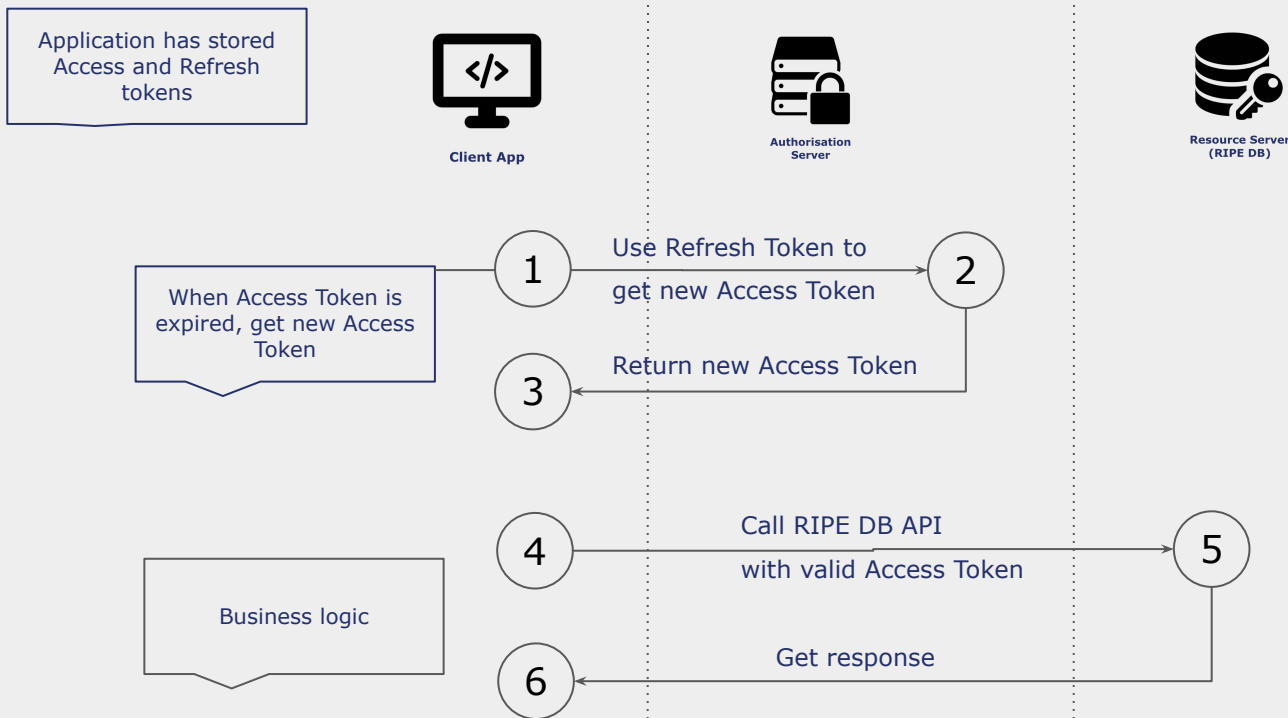 Application has stored
Access and Refresh
tokens
</>
Client App
Authorisation
Server
Resource Server
(RIPE DB)
1
Use Refresh Token to
get new Access Token
2
When Access Token is
expired, get new Access
Token
3
Return new Access Token
4
Call RIPE DB API
with valid Access Token
5
Business logic
6
Get response